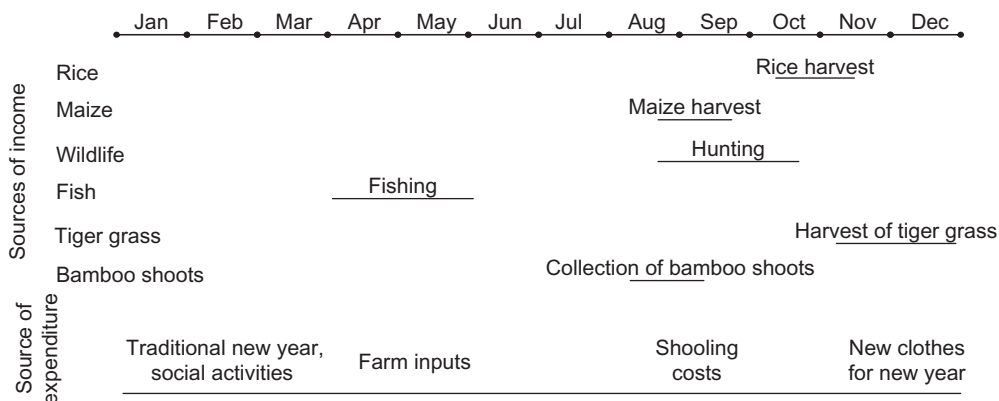 Jan Feb Mar Apr May Jun Jul Aug Sep Oct Nov Dec
Sources of income
Rice
Rice harvest
Maize
Maize harvest
Wildlife
Hunting
Fish
Fishing
Tiger grass
Harvest of tiger grass
Bamboo shoots
Collection of bamboo shoots
Source of
expenditure
Traditional new year,
social activities
Farm inputs
Shooling
costs
New clothes
for new year